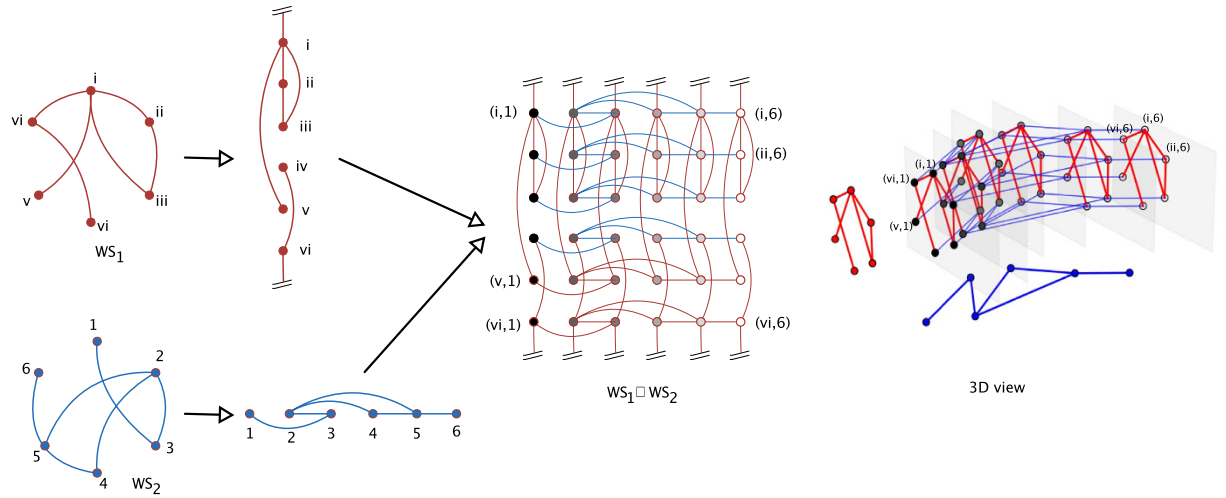 i
vi
ii
v
iii
vi
WS1
i
ii
iii
iv
v
vi
1
6
2
5
3
4
WS2
1 2 3 4 5 6
(i,1)
(i,6)
(ii,6)
(v,1)
(vi,1)
(vi,6)
WS1□ WS2
(i,6)
(vi,6)
(ii,6)
(i,1)
(vi,1)
(v,1)
3D view